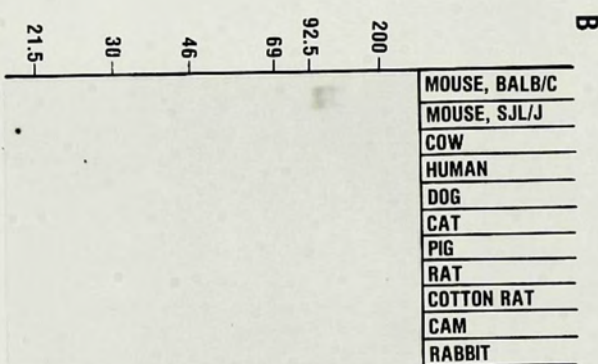 B
200
92.5
69
46
30
21.5
MOUSE, BALB/C
MOUSE, SJL/J
COW
HUMAN
DOG
CAT
PIG
RAT
COTTON RAT
CAM
RABBIT